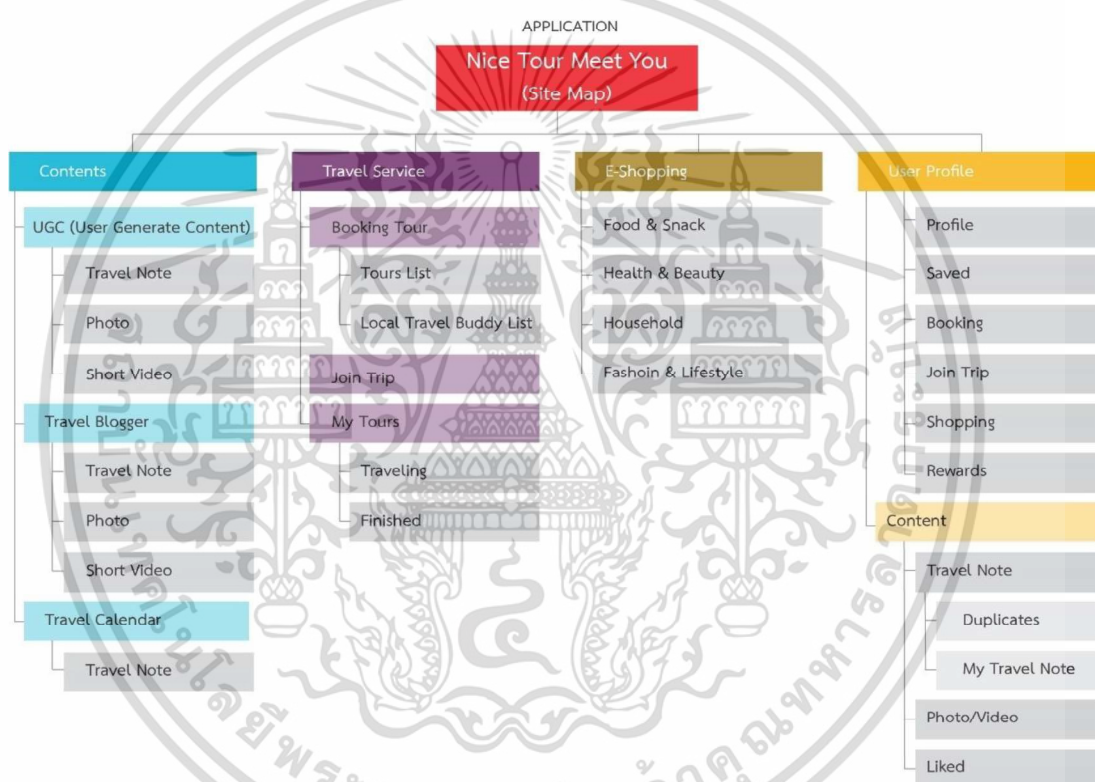 APPLICATION
Nice Tour Meet You
(Site Map)
Contents
UGC (User Generate Content)
Travel Note
Photo
Short Video
Travel Blogger
Travel Note
Photo
Short Video
Travel Calendar
Travel Note
Travel Service
Booking Tour
Tours List
Local Travel Buddy List
Join Trip
My Tours
Traveling
Finished
E-Shopping
Food & Snack
Health & Beauty
Household
Fashoin & Lifestyle
User Profile
Profile
Saved
Booking
Join Trip
Shopping
Rewards
Content
Travel Note
Duplicates
My Travel Note
Photo/Video
Liked